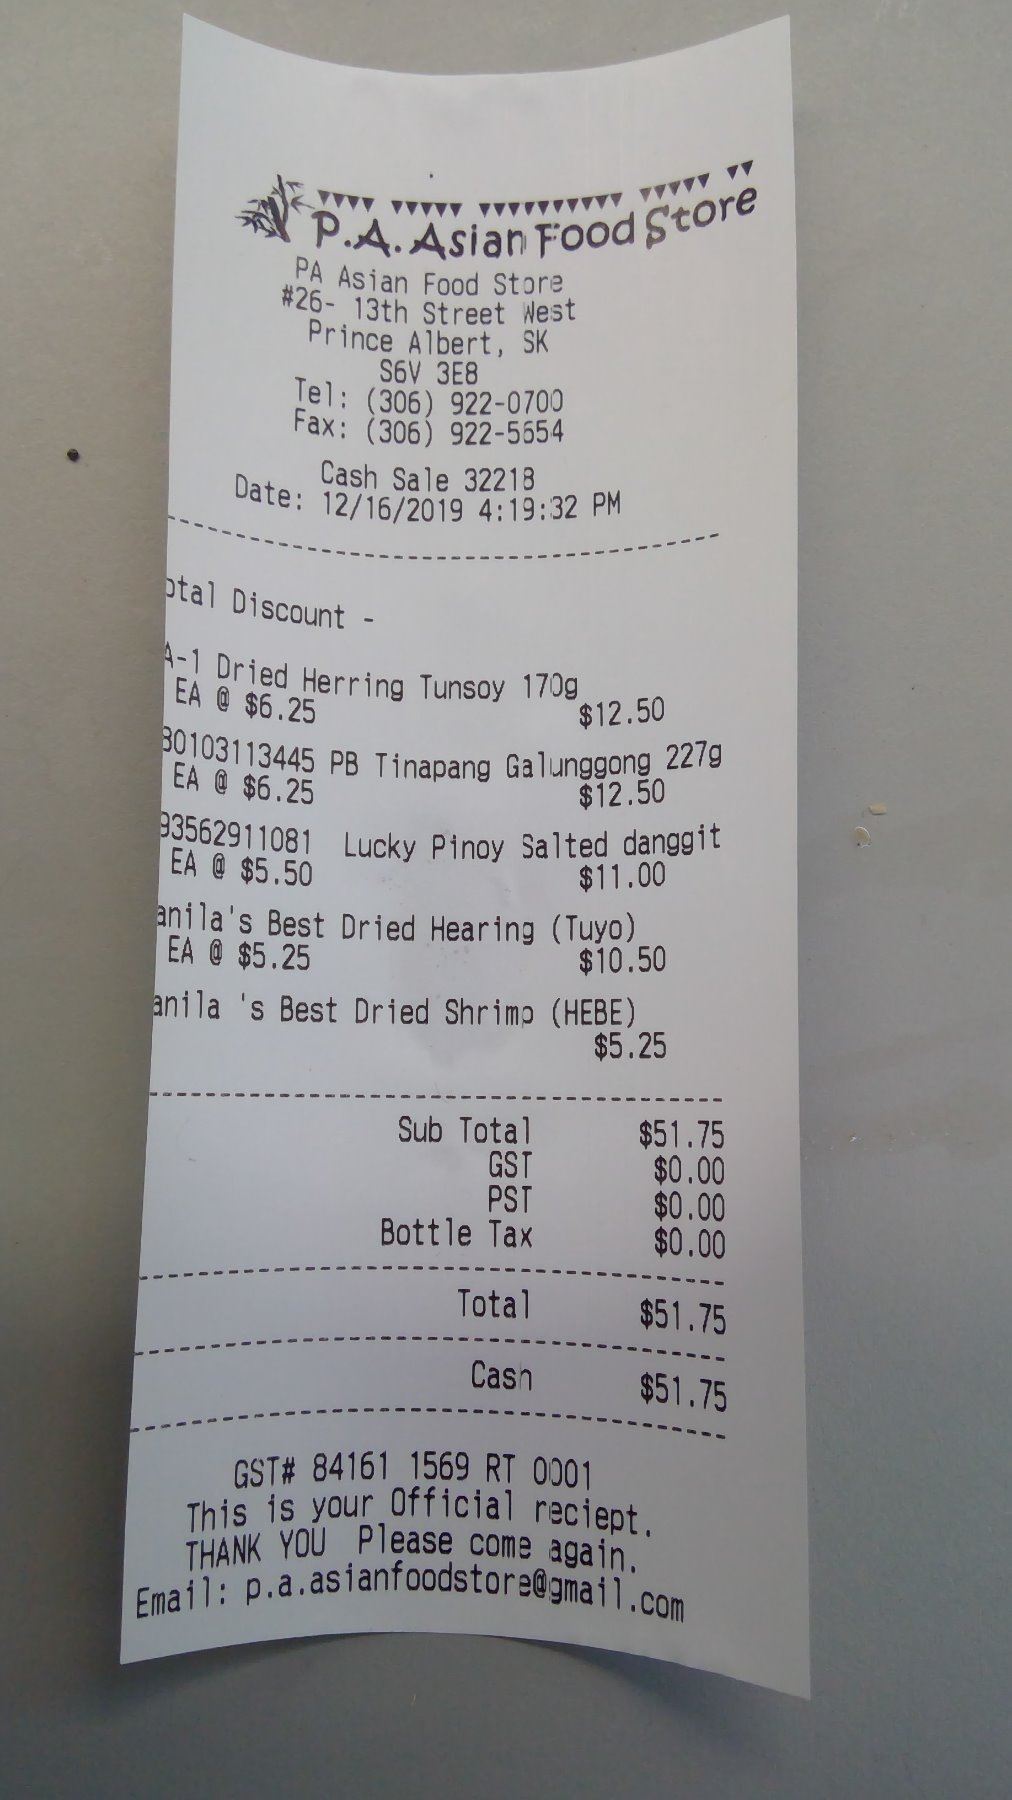 P.A. Asian Food Store
PA Asian Food Store
#26- 13th Street West
Prince Albert, SK
S6V 3E8
Tel: (306) 922-0700
Fax: (306) 922-5654
Cash Sale 32218
Date: 12/16/2019 4:19:32 PM
otal Discount -
A-1 Dried Herring Tunsoy 170g
EA @ $6.25 $12.50
80103113445 PB Tinapang Galunggong 227g
EA @ $6.25 $12.50
93562911081 Lucky Pinoy Salted danggit
EA @ $5.50 $11.00
anila's Best Dried Hearing (Tuyo)
EA @ $5.25 $10.50
anila 's Best Dried Shrimp (HEBE)
$5.25
Sub Total $51.75
GST $0.00
PST $0.00
Bottle Tax $0.00
Total $51.75
Cash $51.75
GST# 84161 1569 RT 0001
This is your Official reciept.
THANK YOU Please come again.
Email: p.a.asianfoodstore@gmail.com